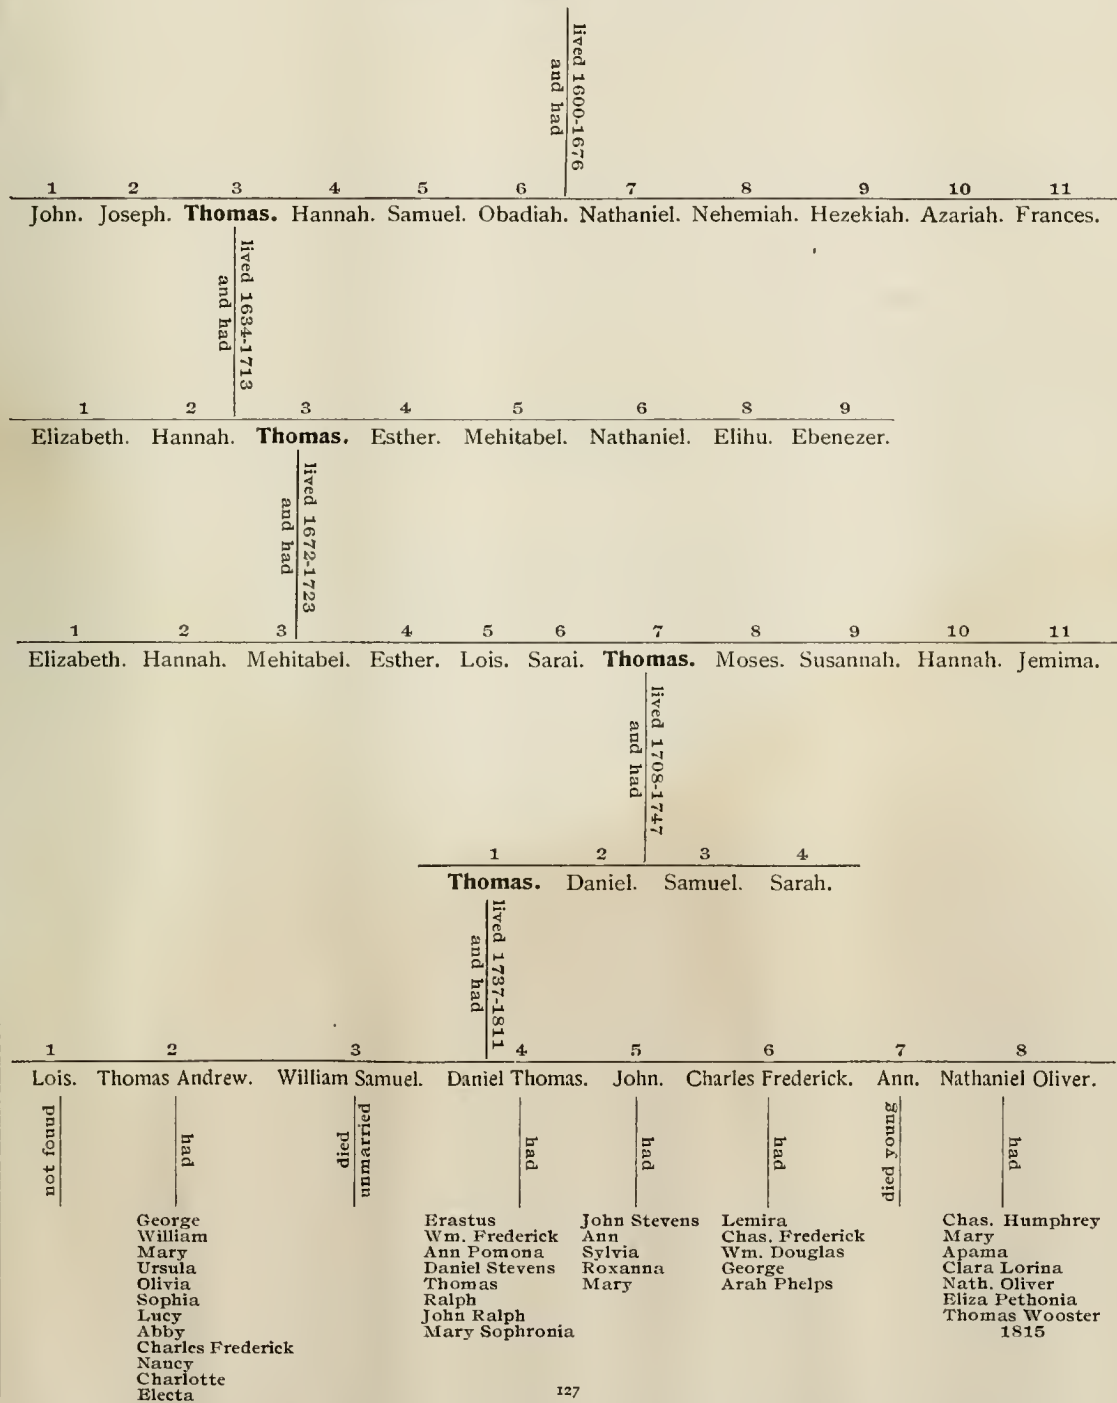 lived 1600-1676
and had
1 2 3 4 5 6 7 8 9 10 11
John. Joseph. Thomas. Hannah. Samuel. Obadiah. Nathaniel. Nehemiah. Hezekiah. Azariah. Frances.
lived 1634-1713
and had
1 2 3 4 5 6 8 9
Elizabeth. Hannah. Thomas. Esther. Mehitabel. Nathaniel. Elihu. Ebenezer.
lived 1672-1723
and had
1 2 3 4 5 6 7 8 9 10 11
Elizabeth. Hannah. Mehitabel. Esther. Lois. Sarai. Thomas. Moses. Susannah. Hannah. Jemima.
lived 1708-1747
and had
1 2 3 4
Thomas. Daniel. Samuel. Sarah.
lived 1737-1811
and had
1 2 3 4 5 6 7 8
Lois. Thomas Andrew. William Samuel. Daniel Thomas. John. Charles Frederick. Ann. Nathaniel Oliver.
not found
had
died
unmarried
had
had
had
died young
had
George
William
Mary
Ursula
Olivia
Sophia
Lucy
Abby
Charles Frederick
Nancy
Charlotte
Electa
Erastus
Wm. Frederick
Ann Pomona
Daniel Stevens
Thomas
Ralph
John Ralph
Mary Sophronia
John Stevens
Ann
Sylvia
Roxanna
Mary
Lemira
Chas. Frederick
Wm. Douglas
George
Arah Phelps
Chas. Humphrey
Mary
Apama
Clara Lorina
Nath. Oliver
Eliza Pethonia
Thomas Wooster
1815
127